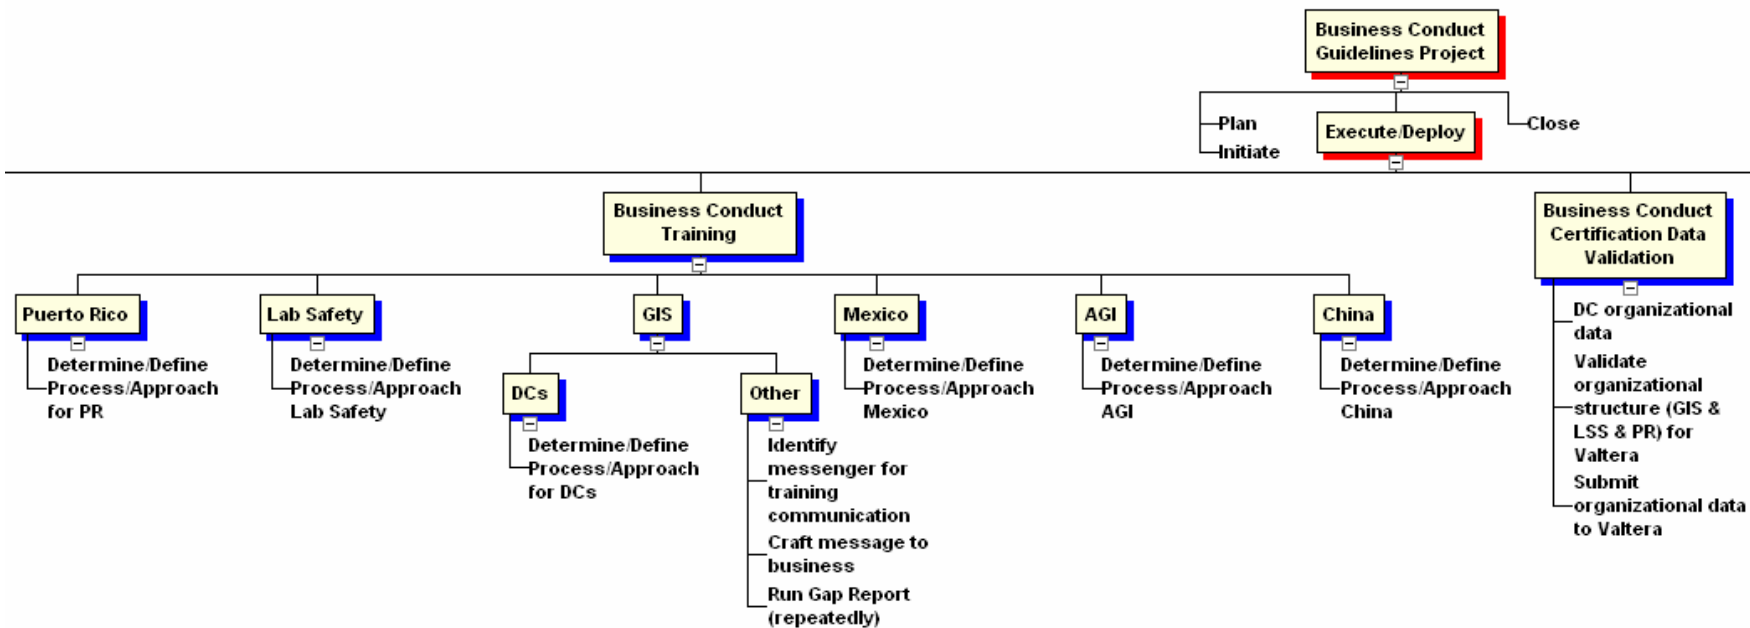 Business Conduct
Guidelines Project
Plan
Initiate
Execute/Deploy
Close
Business Conduct
Training
Business Conduct
Certification Data
Validation
Puerto Rico
Determine/Define
Process/Approach
for PR
Lab Safety
Determine/Define
Process/Approach
Lab Safety
GIS
DCs
Determine/Define
Process/Approach
for DCs
Other
Identify
messenger for
training
communication
Craft message to
business
Run Gap Report
(repeatedly)
Mexico
Determine/Define
Process/Approach
Mexico
AGI
Determine/Define
Process/Approach
AGI
China
Determine/Define
Process/Approach
China
DC organizational
data
Validate
organizational
structure (GIS &
LSS & PR) for
Valtera
Submit
organizational data
to Valtera